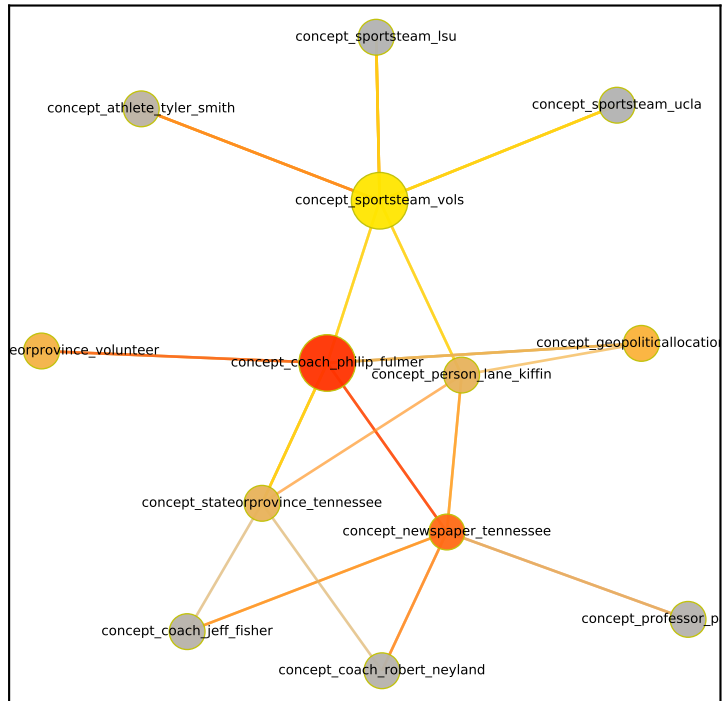 concept_sportsteam_lsu
concept_athlete_tyler_smith
concept_sportsteam_ucla
concept_sportsteam_vols
eorprovince_volunteer
concept_geopoliticallocation
concept_coach_philip_fulmer
concept_person_lane_kiffin
concept_stateorprovince_tennessee
concept_newspaper_tennessee
concept_professor_p
concept_coach_jeff_fisher
concept_coach_robert_neyland